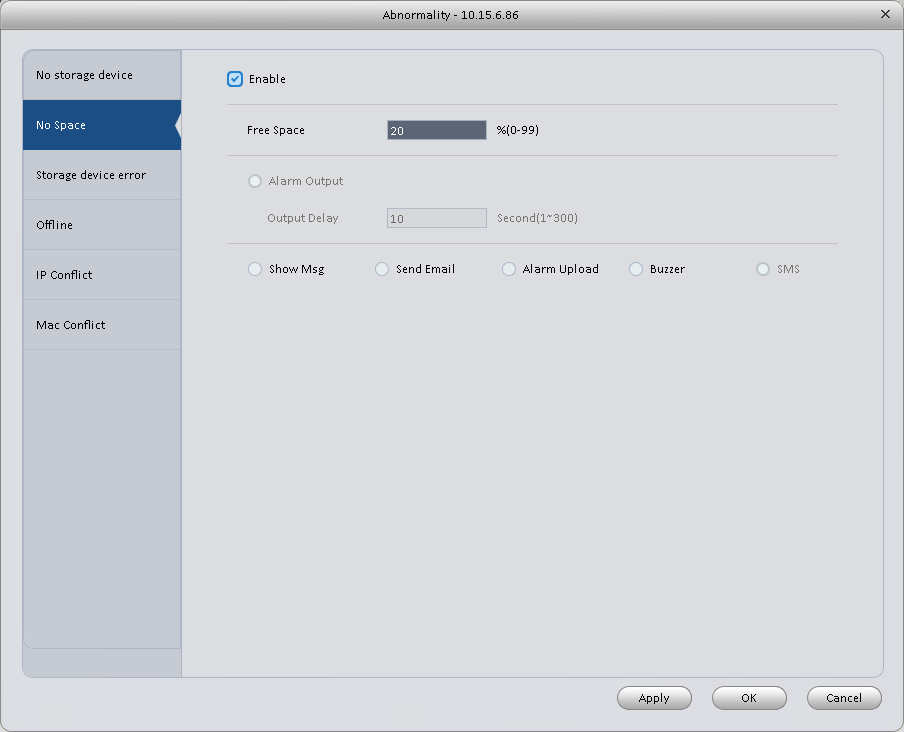 Abnormality - 10.15.6.86
No storage device
No Space
Storage device error
Offline
IP Conflict
Mac Conflict
Enable
Free Space 20 %(0-99)
Alarm Output
Output Delay 10 Second(1~300)
Show Msg Send Email Alarm Upload Buzzer SMS
Apply OK Cancel